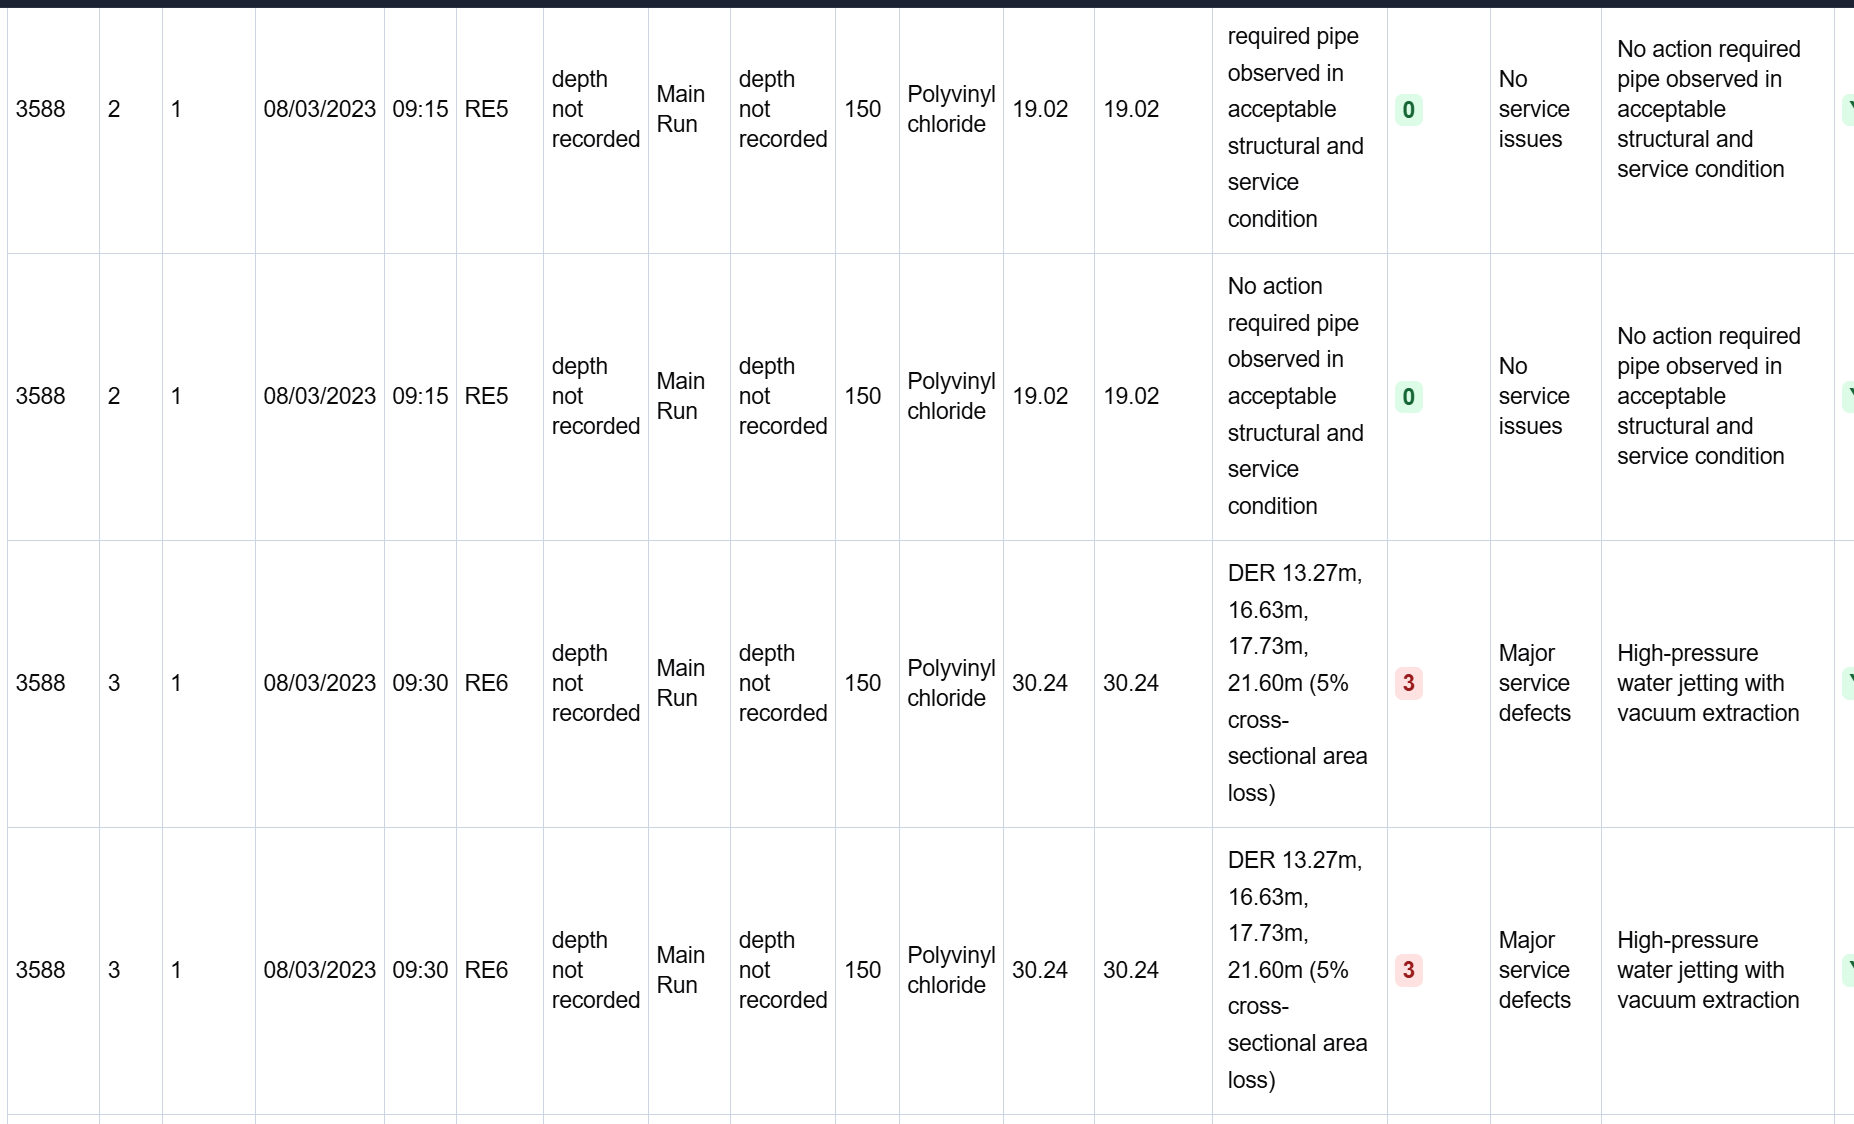 3588 2 1 08/03/2023 09:15 RE5 depth not recorded Main Run depth not recorded 150 Polyvinyl chloride 19.02 19.02 required pipe observed in acceptable structural and service condition 0 No service issues No action required pipe observed in acceptable structural and service condition
3588 2 1 08/03/2023 09:15 RE5 depth not recorded Main Run depth not recorded 150 Polyvinyl chloride 19.02 19.02 No action required pipe observed in acceptable structural and service condition 0 No service issues No action required pipe observed in acceptable structural and service condition
3588 3 1 08/03/2023 09:30 RE6 depth not recorded Main Run depth not recorded 150 Polyvinyl chloride 30.24 30.24 DER 13.27m, 16.63m, 17.73m, 21.60m (5% cross-sectional area loss) 3 Major service defects High-pressure water jetting with vacuum extraction
3588 3 1 08/03/2023 09:30 RE6 depth not recorded Main Run depth not recorded 150 Polyvinyl chloride 30.24 30.24 DER 13.27m, 16.63m, 17.73m, 21.60m (5% cross-sectional area loss) 3 Major service defects High-pressure water jetting with vacuum extraction